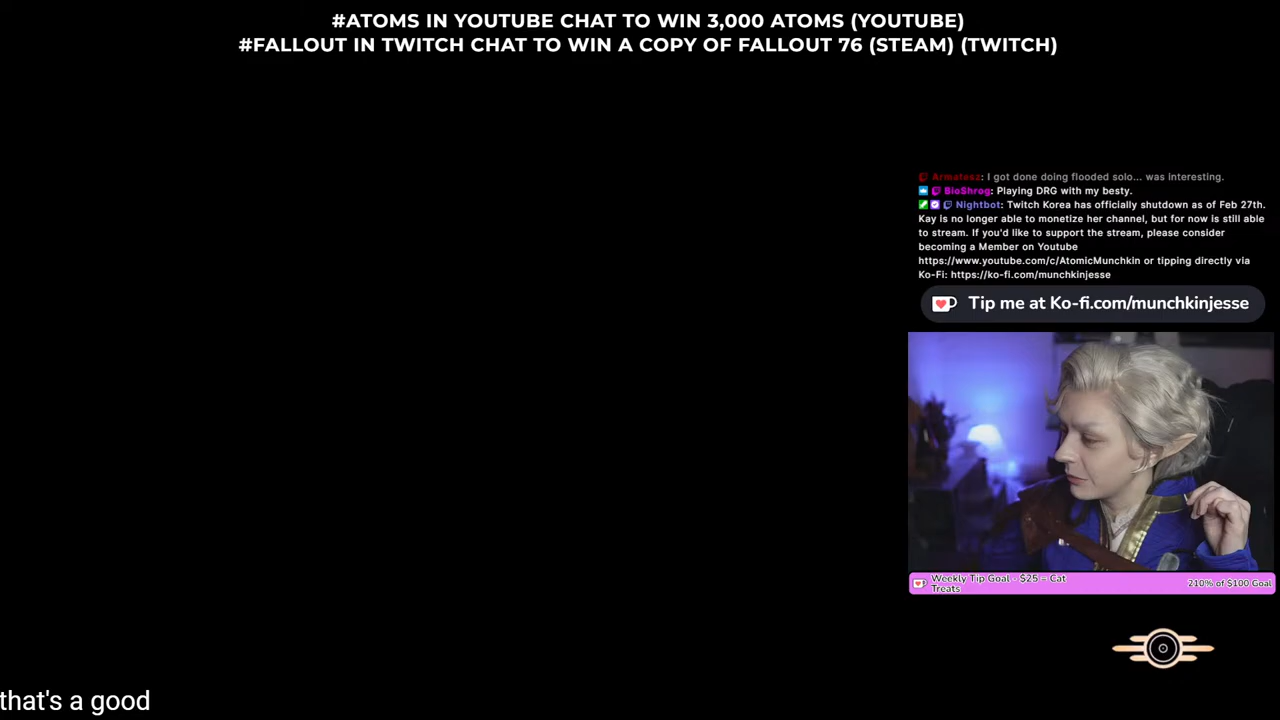 #ATOMS IN YOUTUBE CHAT TO WIN 3,000 ATOMS (YOUTUBE)
#FALLOUT IN TWITCH CHAT TO WIN A COPY OF FALLOUT 76 (STEAM) (TWITCH)
Armatesz: I got done doing flooded solo... was Interesting.
BioShrog: Playing DRG with my besty.
Nightbot: Twitch Korea has officially shutdown as of Feb 27th.
Kay is no longer able to monetize her channel, but for now is still able
to stream. If you'd like to support the stream, please consider
becoming a Member on Youtube
https://www.youtube.com/c/AtomicMunchkin or tipping directly via
Ko-Fi: https://ko-fi.com/munchkinjesse
Tip me at Ko-fi.com/munchkinjesse
Weekly Tip Goal - $25 = Cat
Treats
210% of $100 Goal
that's a good